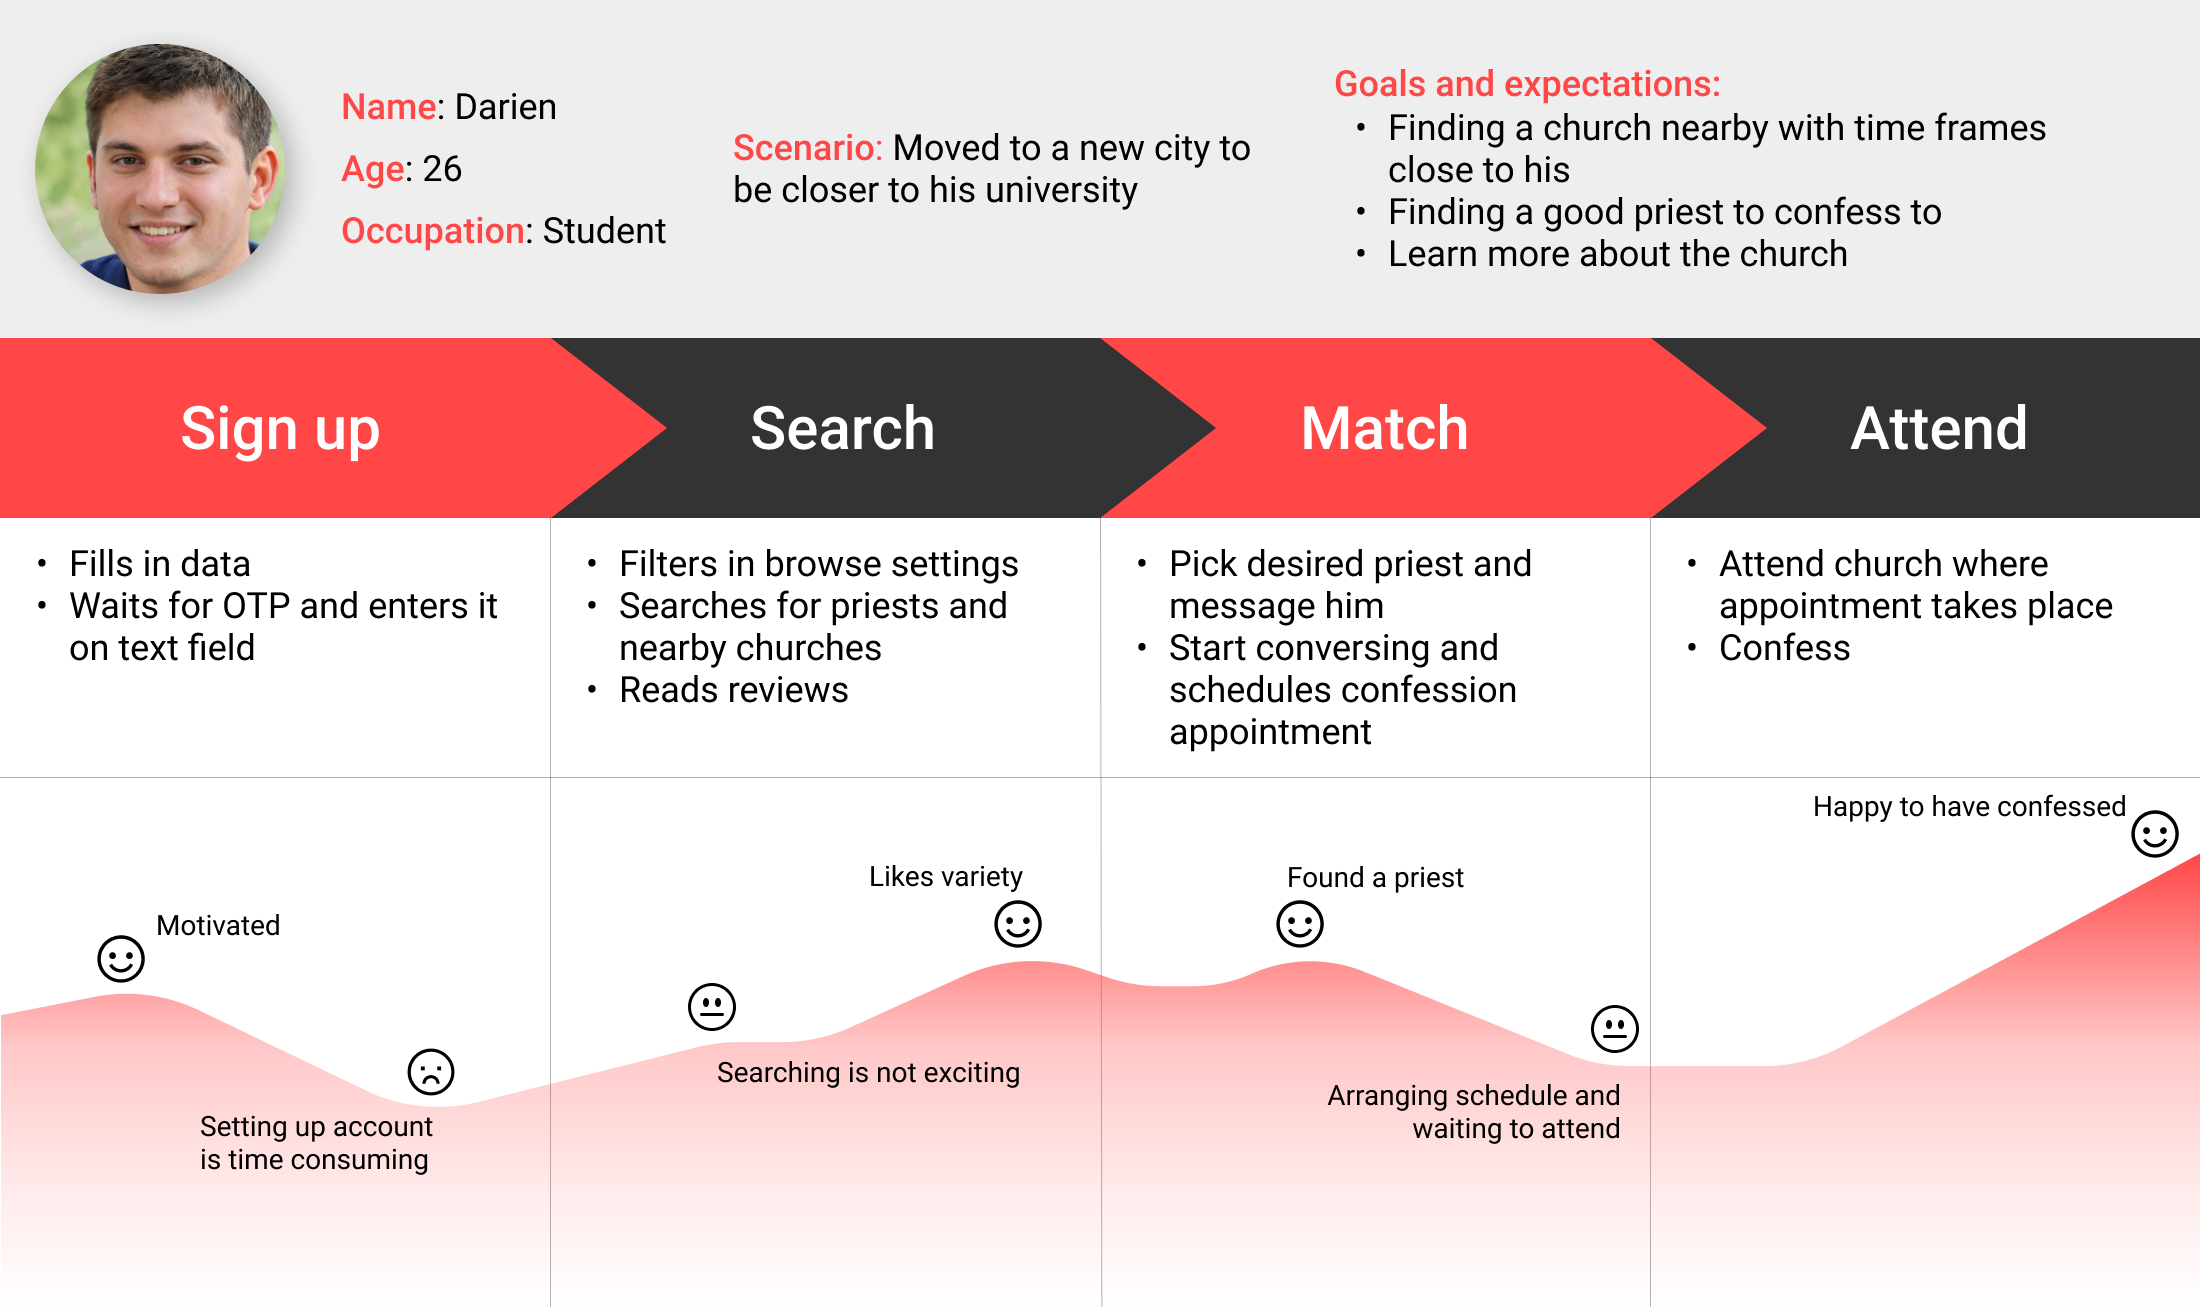 Name: Darien
Age: 26
Occupation: Student
Scenario: Moved to a new city to
be closer to his university
Goals and expectations:
• Finding a church nearby with time frames
close to his
• Finding a good priest to confess to
• Learn more about the church
Sign up
Search
Match
Attend
• Fills in data
• Waits for OTP and enters it
on text field
• Filters in browse settings
• Searches for priests and
nearby churches
• Reads reviews
• Pick desired priest and
message him
• Start conversing and
schedules confession
appointment
• Attend church where
appointment takes place
• Confess
Motivated
Setting up account
is time consuming
Searching is not exciting
Likes variety
Found a priest
Arranging schedule and
waiting to attend
Happy to have confessed